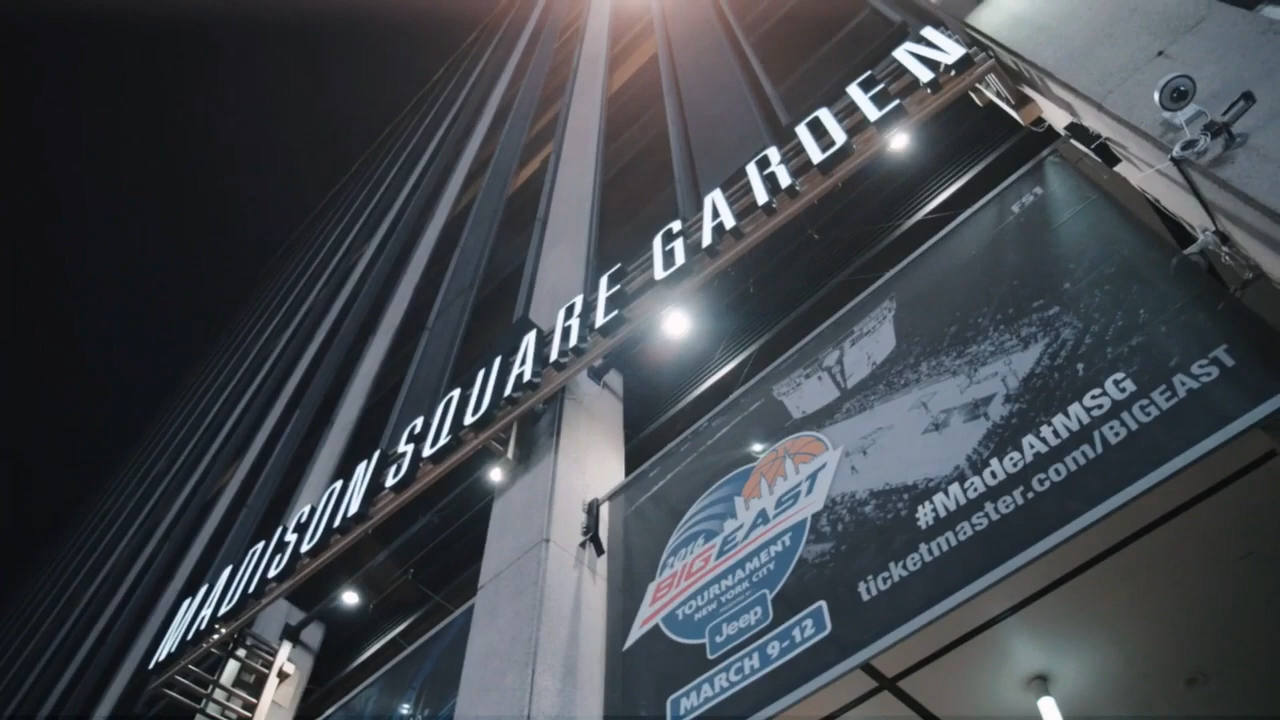 MADISON SQUARE GARDEN
FS1
#MadeAtMSG
ticketmaster.com/BIGEAST
2016
BIG EAST
TOURNAMENT
NEW YORK CITY
Jeep
MARCH 9-12